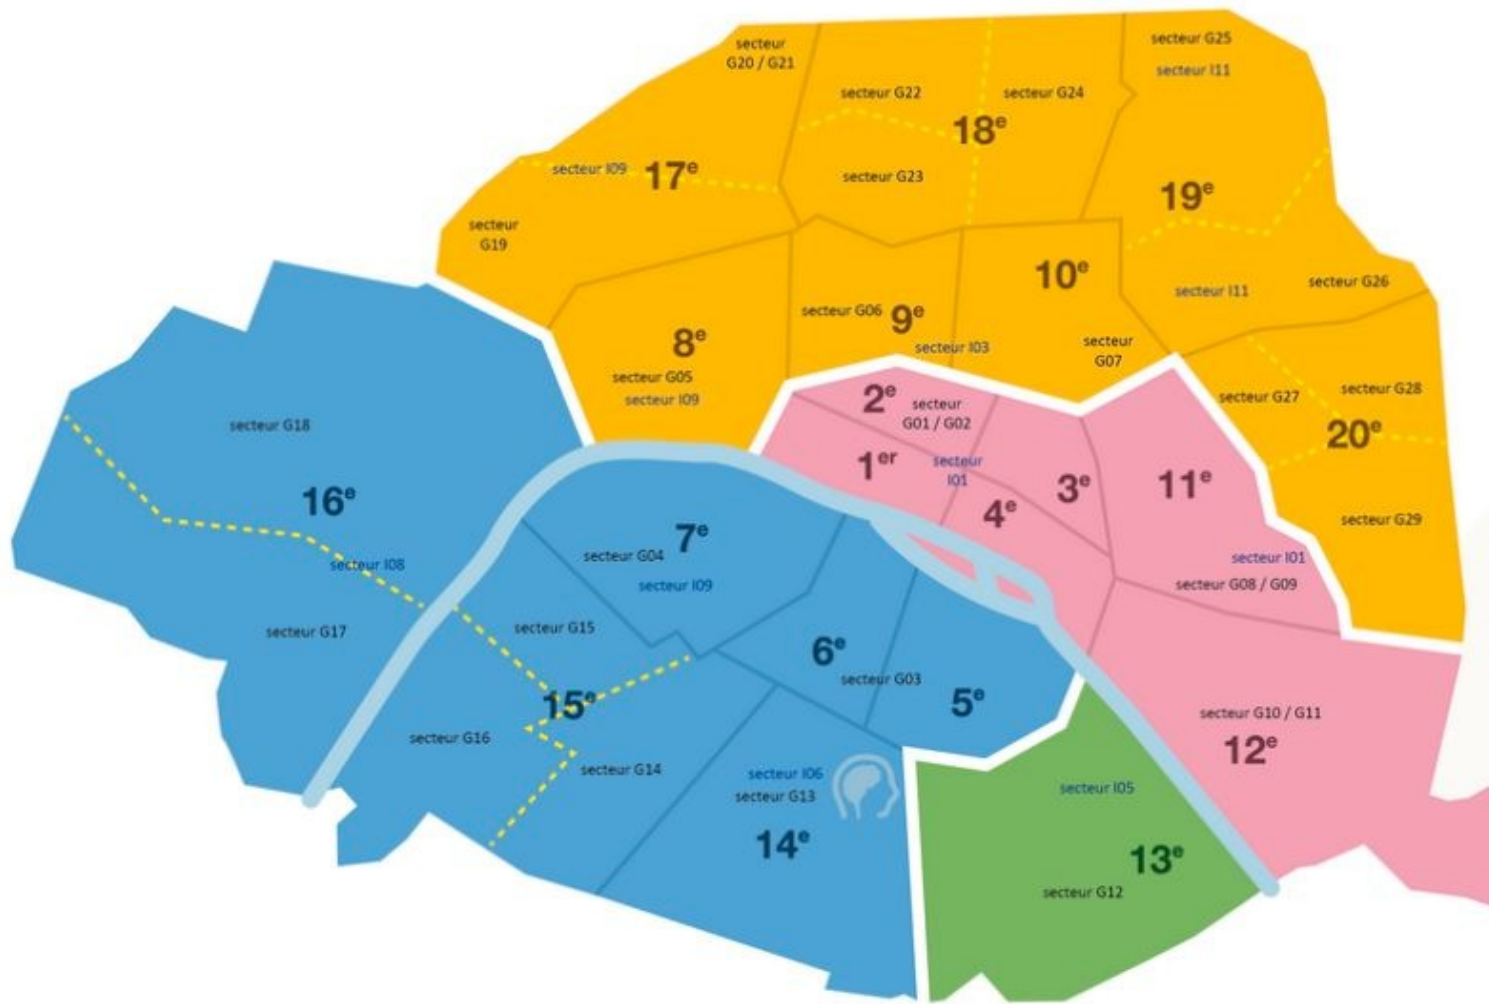 secteur
G20 / G21
secteur G22
secteur G24
18e
secteur G23
secteur G25
secteur I11
19e
secteur I11
secteur G26
secteur I09
17e
secteur
G19
8e
secteur G05
secteur I09
secteur G06
9e
secteur I03
10e
secteur
G07
secteur G27
secteur G28
20e
secteur G29
2e
secteur
G01 / G02
1er
secteur
I01
3e
4e
11e
secteur I01
secteur G08 / G09
secteur G10 / G11
12e
secteur G18
16e
secteur I08
secteur G17
7e
secteur G04
secteur I09
6e
secteur G03
5e
secteur G15
15e
secteur G16
secteur G14
secteur I06
secteur G13
14e
secteur I05
13e
secteur G12